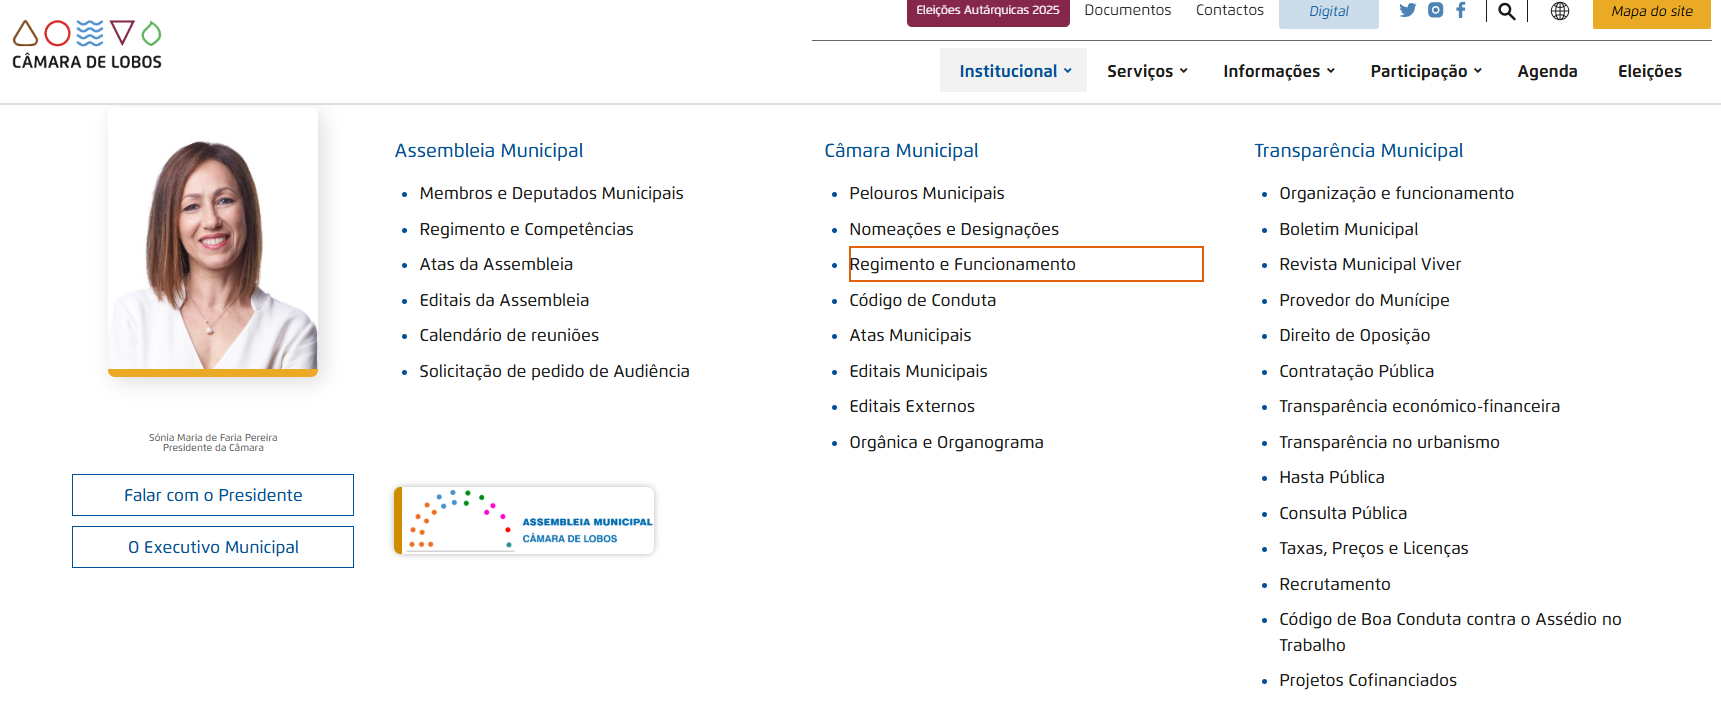 CÂMARA DE LOBOS
Eleições Autárquicas 2025
Documentos
Contactos
Digital
Mapa do site
Institucional
Serviços
Informações
Participação
Agenda
Eleições
Sónia Maria de Faria Pereira
Presidente da Câmara
Falar com o Presidente
O Executivo Municipal
Assembleia Municipal
Membros e Deputados Municipais
Regimento e Competências
Atas da Assembleia
Editais da Assembleia
Calendário de reuniões
Solicitação de pedido de Audiência
ASSEMBLEIA MUNICIPAL
CÂMARA DE LOBOS
Câmara Municipal
Pelouros Municipais
Nomeações e Designações
Regimento e Funcionamento
Código de Conduta
Atas Municipais
Editais Municipais
Editais Externos
Orgânica e Organograma
Transparência Municipal
Organização e funcionamento
Boletim Municipal
Revista Municipal Viver
Provedor do Munícipe
Direito de Oposição
Contratação Pública
Transparência económico-financeira
Transparência no urbanismo
Hasta Pública
Consulta Pública
Taxas, Preços e Licenças
Recrutamento
Código de Boa Conduta contra o Assédio no
Trabalho
Projetos Cofinanciados